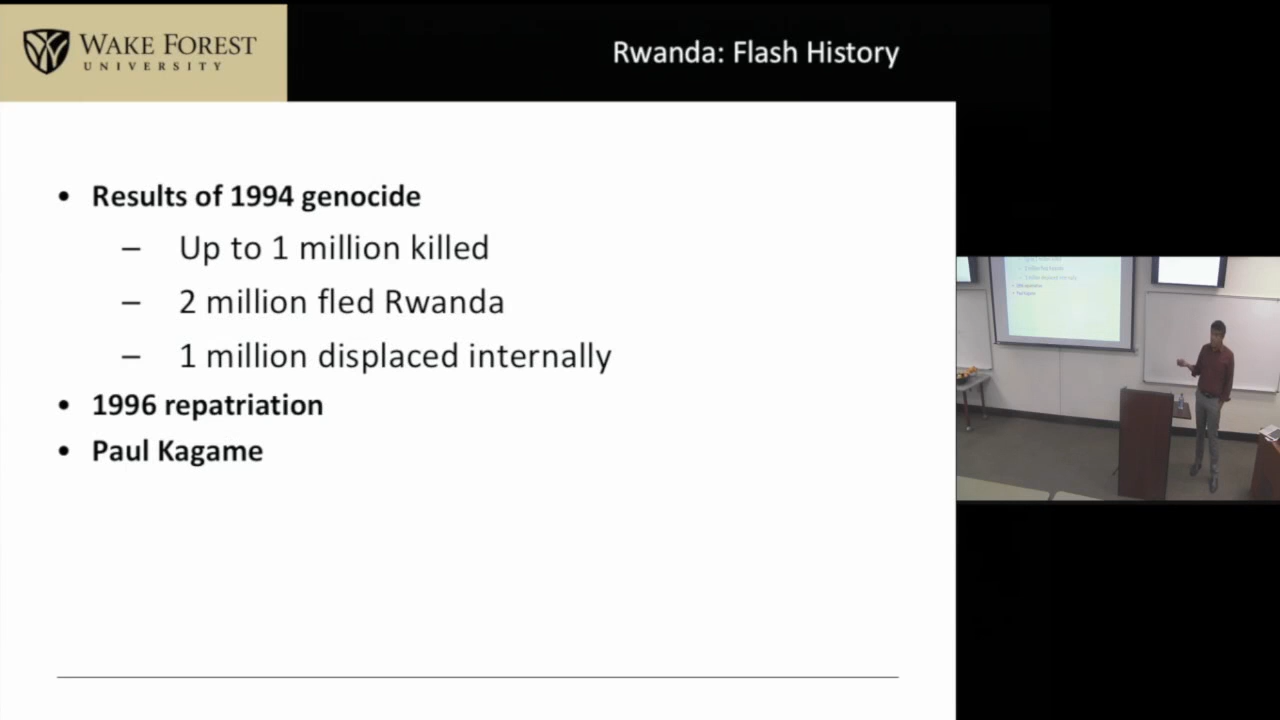 WAKE FOREST
UNIVERSITY
Rwanda: Flash History
• Results of 1994 genocide
– Up to 1 million killed
– 2 million fled Rwanda
– 1 million displaced internally
• 1996 repatriation
• Paul Kagame